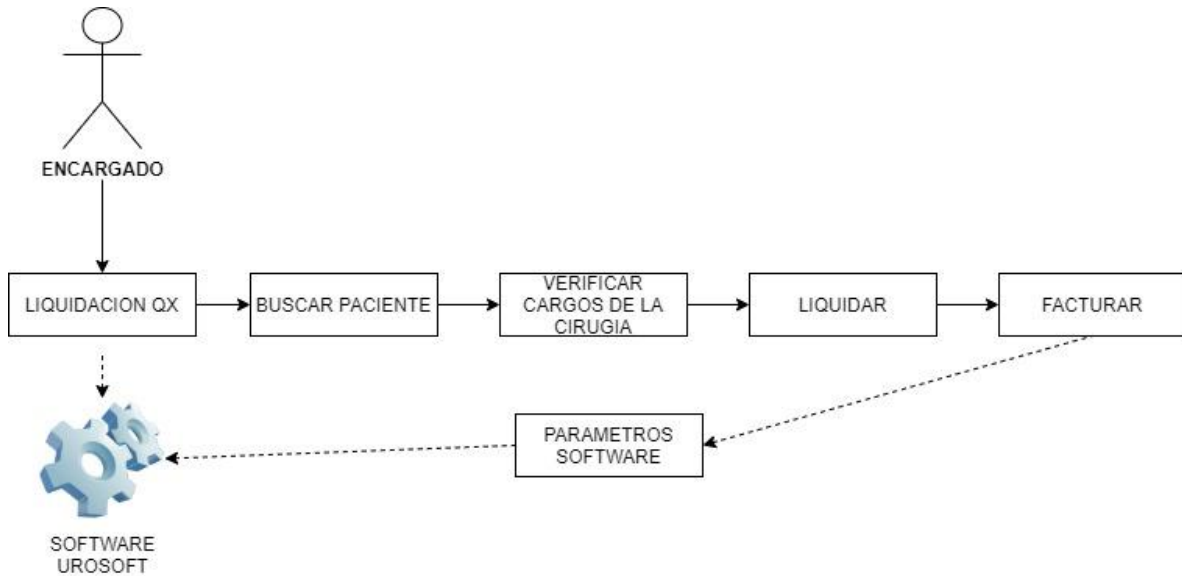 ENCARGADO
LIQUIDACION QX
BUSCAR PACIENTE
VERIFICAR
CARGOS DE LA
CIRUGIA
LIQUIDAR
FACTURAR
PARAMETROS
SOFTWARE
SOFTWARE
UROSOFT